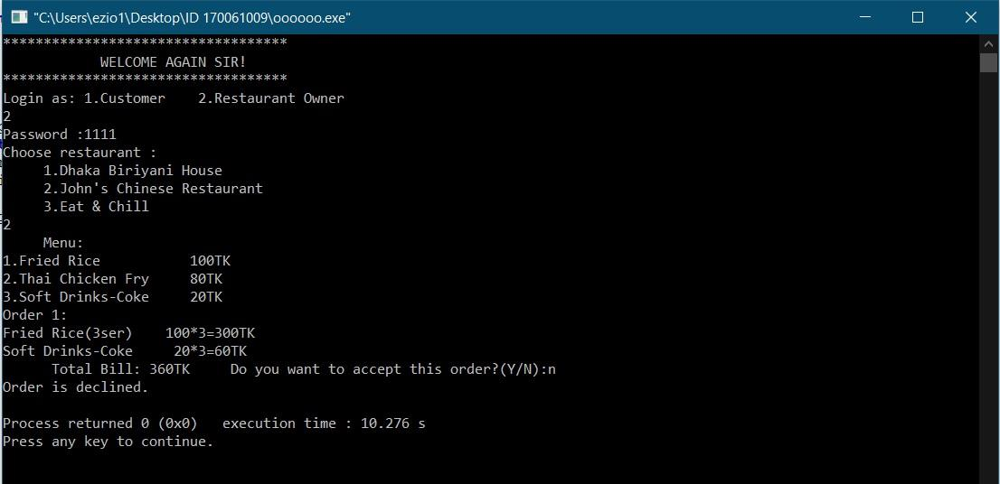 "C:\Users\ezio1\Desktop\ID 170061009\oooooo.exe"
***********************************
            WELCOME AGAIN SIR!
***********************************
Login as: 1.Customer    2.Restaurant Owner
2
Password :1111
Choose restaurant :
     1.Dhaka Biriyani House
     2.John's Chinese Restaurant
     3.Eat & Chill
2
     Menu:
1.Fried Rice           100TK
2.Thai Chicken Fry     80TK
3.Soft Drinks-Coke     20TK
Order 1:
Fried Rice(3ser)    100*3=300TK
Soft Drinks-Coke     20*3=60TK
      Total Bill: 360TK     Do you want to accept this order?(Y/N):n
Order is declined.
Process returned 0 (0x0)   execution time : 10.276 s
Press any key to continue.